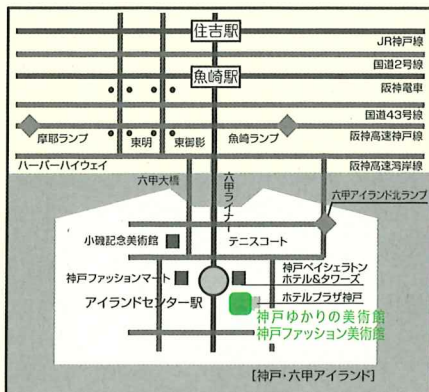 住吉駅
JR神戸線
国道2号線
魚崎駅
阪神電車
国道43号線
摩耶ランプ
東明
東御影
魚崎ランプ
阪神高速神戸線
ハーバーハイウェイ
阪神高速湾岸線
六甲大橋
六甲ライナー
六甲アイランド北ランプ
小磯記念美術館
テニスコート
神戸ファッションマート
神戸ベイシェラトン
ホテル&タワーズ
アイランドセンター駅
ホテルプラザ神戸
神戸ゆかりの美術館
神戸ファッション美術館
[神戸・六甲アイランド]